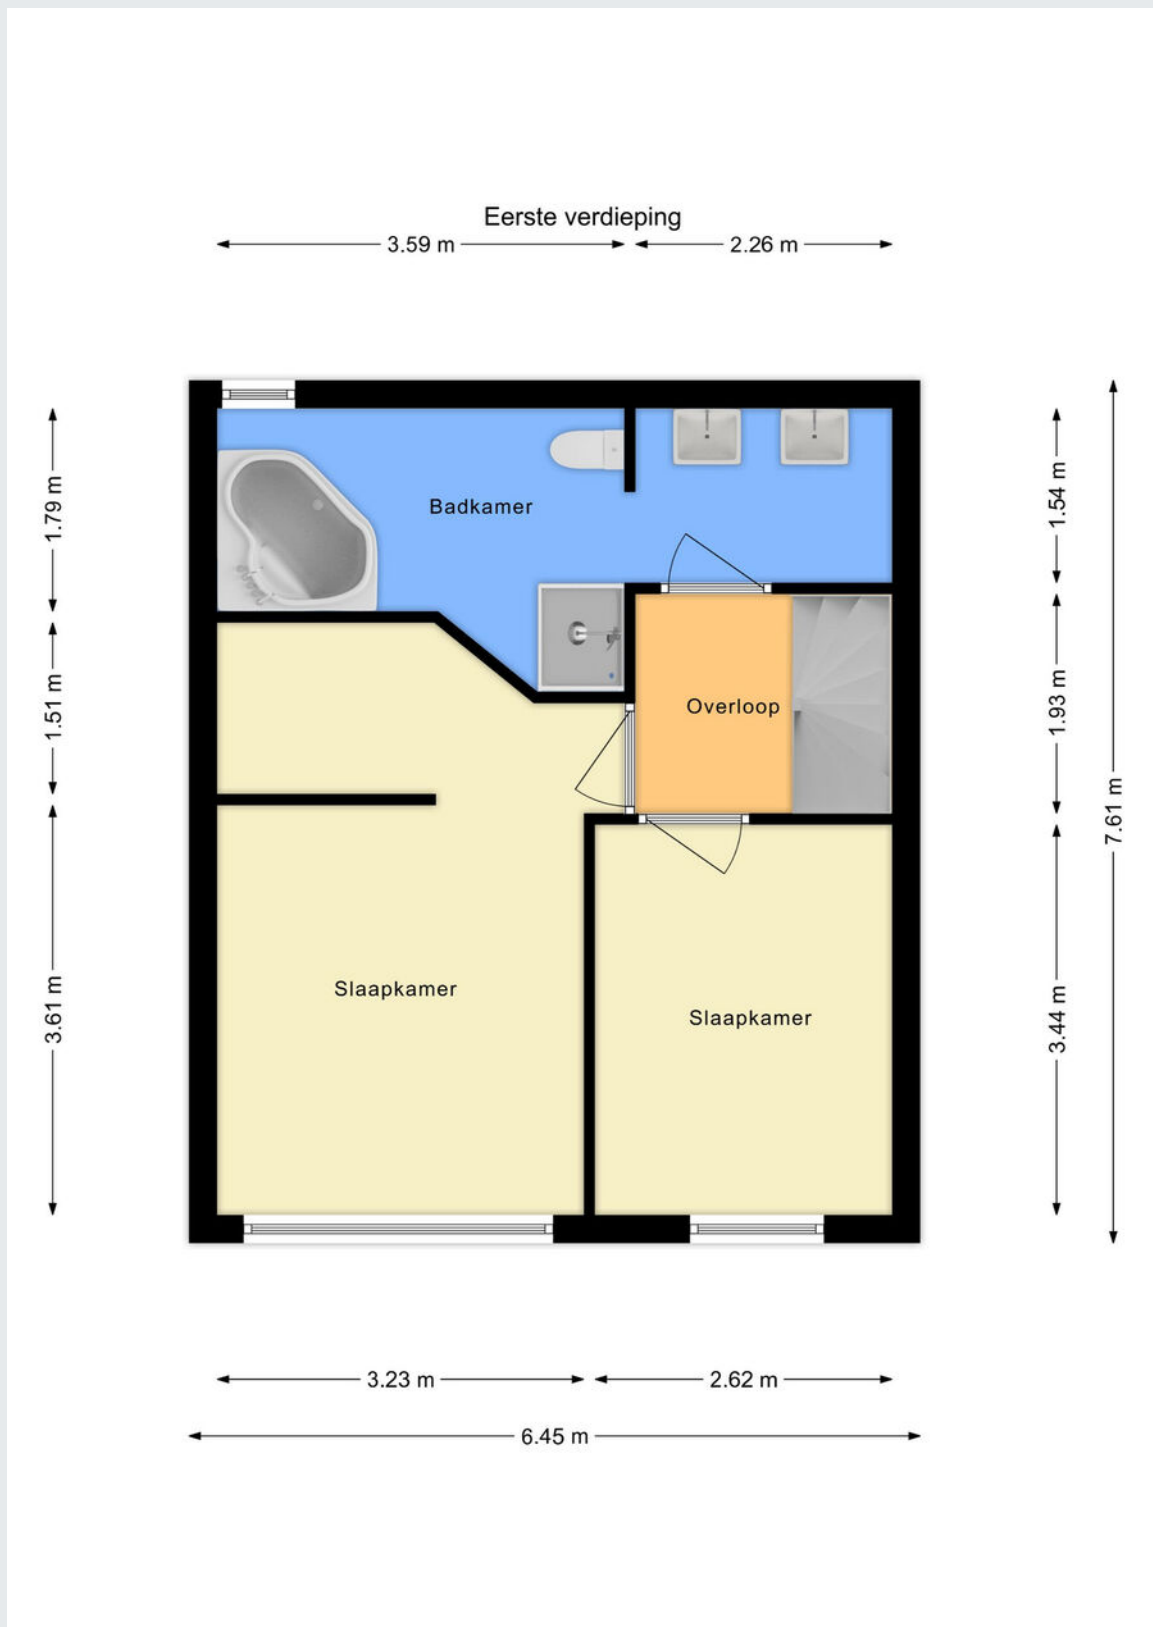 Eerste verdieping
3.59 m
2.26 m
1.79 m
1.51 m
3.61 m
Badkamer
Overloop
Slaapkamer
Slaapkamer
1.54 m
1.93 m
3.44 m
7.61 m
3.23 m
2.62 m
6.45 m